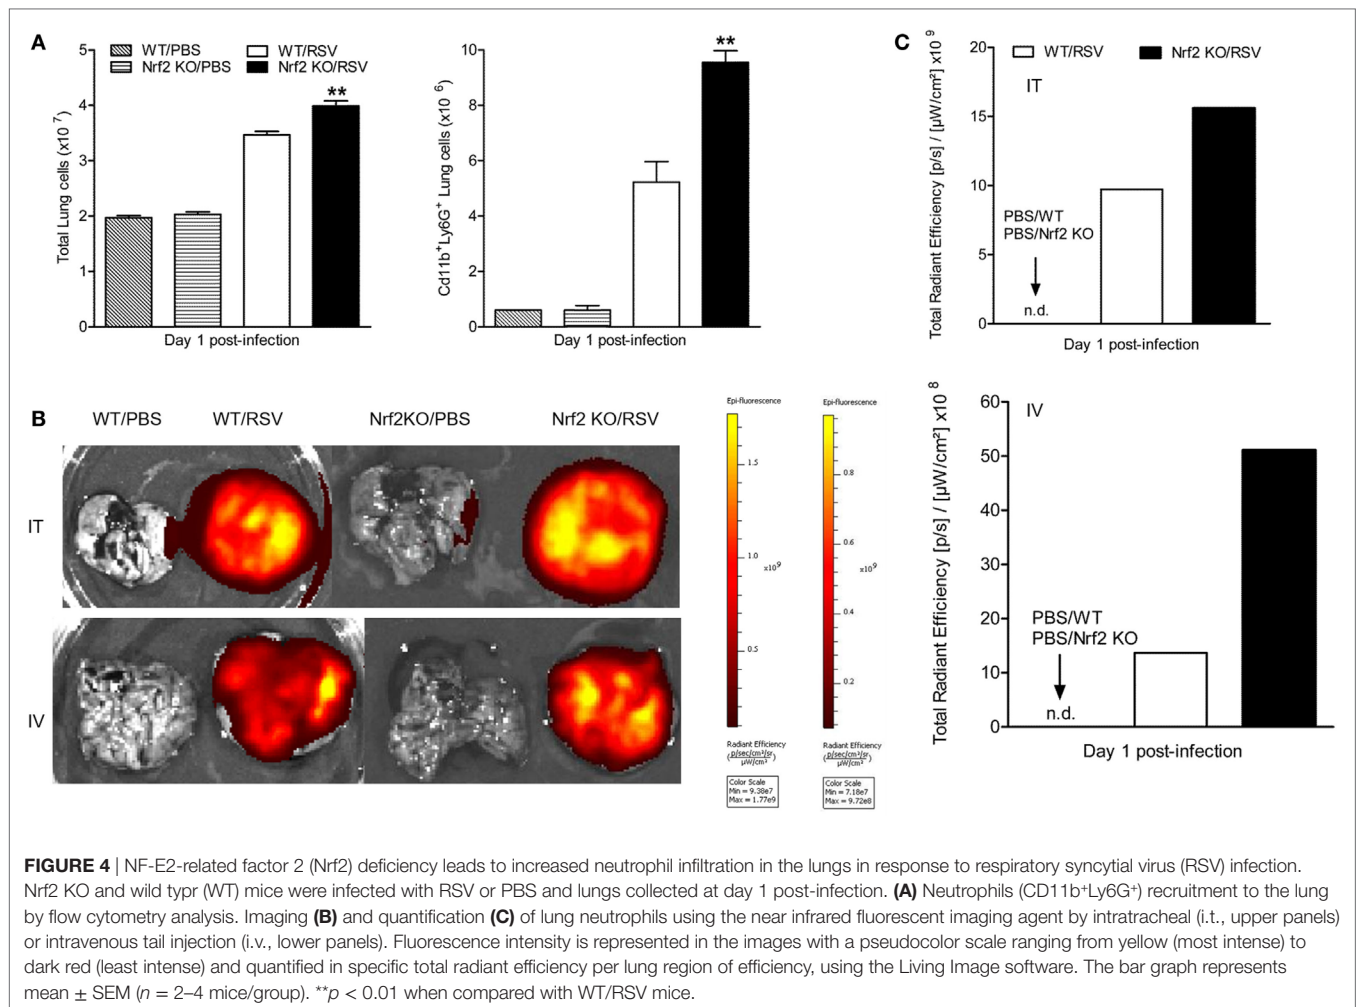 A
WT/PBS
WT/RSV
Nrf2 KO/PBS
Nrf2 KO/RSV
**
Total Lung cells (x10 7)
5
4
3
2
1
0
Day 1 post-infection
**
Cd11b+Ly6G+ Lung cells (x10 6)
10
8
6
4
2
0
Day 1 post-infection
C
WT/RSV
Nrf2 KO/RSV
IT
Total Radiant Efficiency [p/s] / [µW/cm²] x10 9
20
15
10
5
0
PBS/WT
PBS/Nrf2 KO
n.d.
Day 1 post-infection
B
WT/PBS
WT/RSV
Nrf2KO/PBS
Nrf2 KO/RSV
IT
IV
Epi-fluorescence
1.5
1.0
x10⁹
0.5
Radiant Efficiency
(p/sec/cm²/sr / µW/cm²)
Color Scale
Min = 9.38e7
Max = 1.77e9
Epi-fluorescence
0.8
0.6
x10⁹
0.4
0.2
Radiant Efficiency
(p/sec/cm²/sr / µW/cm²)
Color Scale
Min = 7.18e7
Max = 9.72e8
IV
Total Radiant Efficiency [p/s] / [µW/cm²] x10 8
60
50
40
30
20
10
0
PBS/WT
PBS/Nrf2 KO
n.d.
Day 1 post-infection
FIGURE 4 | NF-E2-related factor 2 (Nrf2) deficiency leads to increased neutrophil infiltration in the lungs in response to respiratory syncytial virus (RSV) infection.
Nrf2 KO and wild typr (WT) mice were infected with RSV or PBS and lungs collected at day 1 post-infection. (A) Neutrophils (CD11b+Ly6G+) recruitment to the lung
by flow cytometry analysis. Imaging (B) and quantification (C) of lung neutrophils using the near infrared fluorescent imaging agent by intratracheal (i.t., upper panels)
or intravenous tail injection (i.v., lower panels). Fluorescence intensity is represented in the images with a pseudocolor scale ranging from yellow (most intense) to
dark red (least intense) and quantified in specific total radiant efficiency per lung region of efficiency, using the Living Image software. The bar graph represents
mean ± SEM (n = 2–4 mice/group). **p < 0.01 when compared with WT/RSV mice.